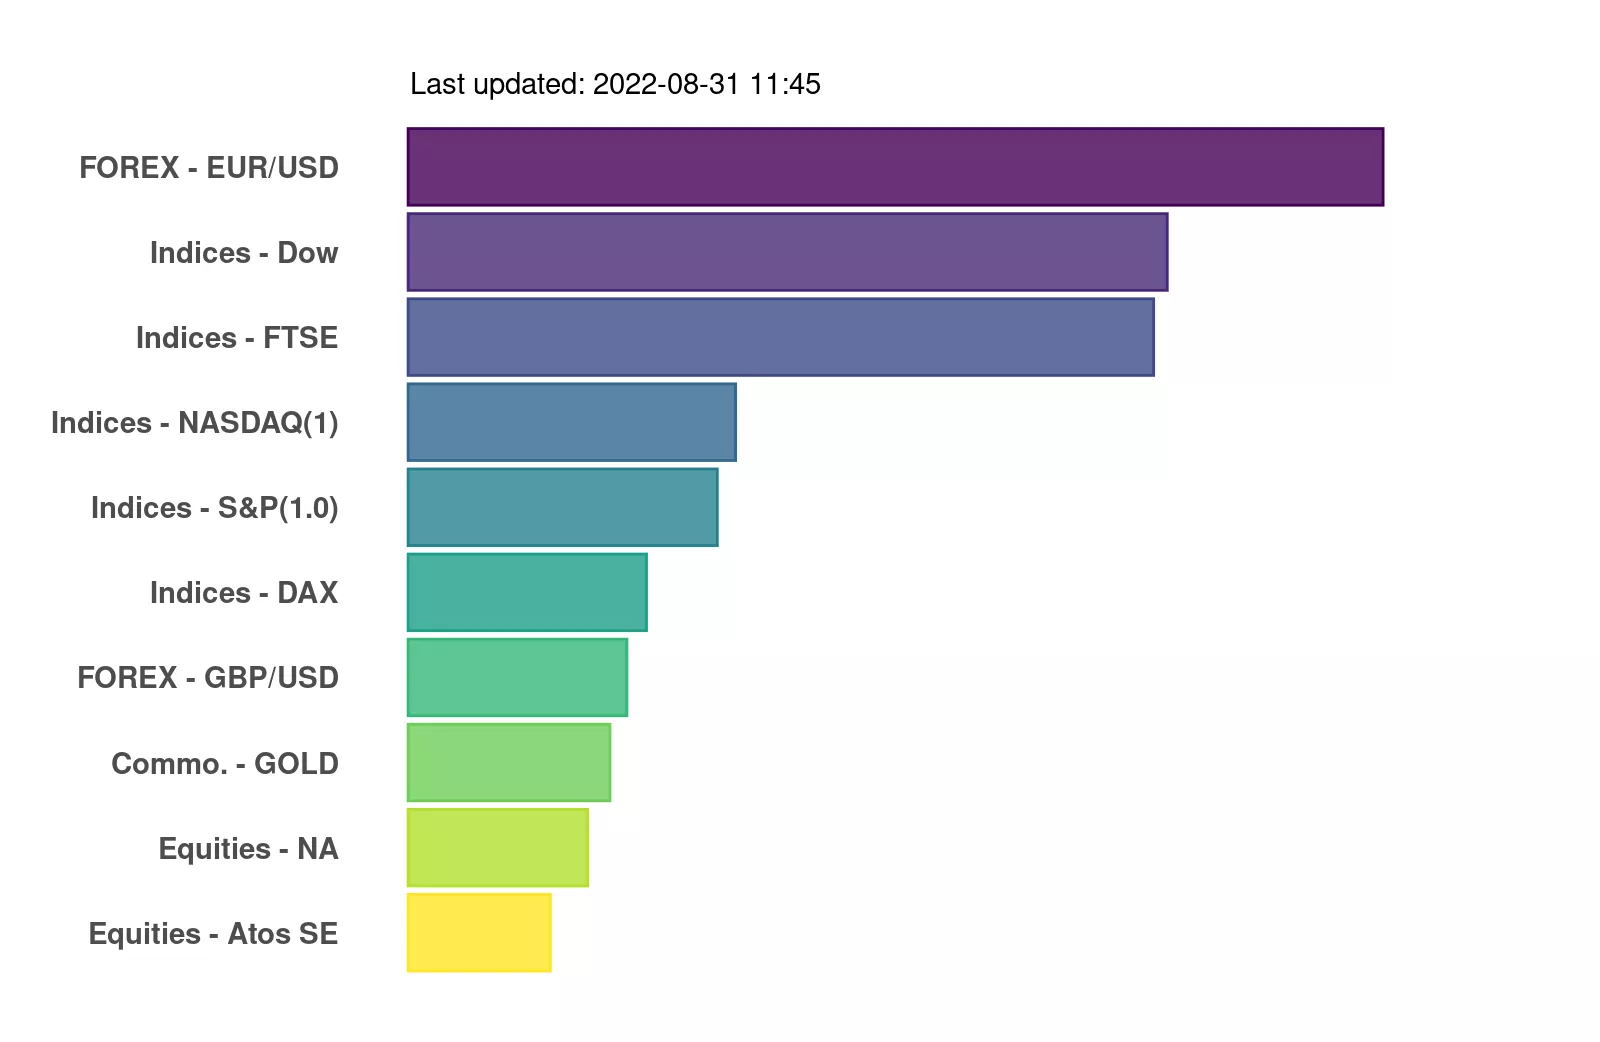 Last updated: 2022-08-31 11:45
FOREX - EUR/USD
Indices - Dow
Indices - FTSE
Indices - NASDAQ(1)
Indices - S&P(1.0)
Indices - DAX
FOREX - GBP/USD
Commo. - GOLD
Equities - NA
Equities - Atos SE